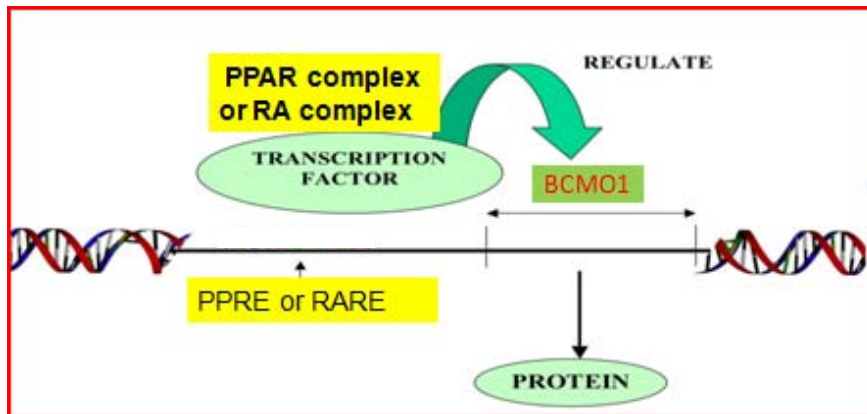 PPAR complex
or RA complex
REGULATE
TRANSCRIPTION
FACTOR
BCMO1
PPRE or RARE
PROTEIN